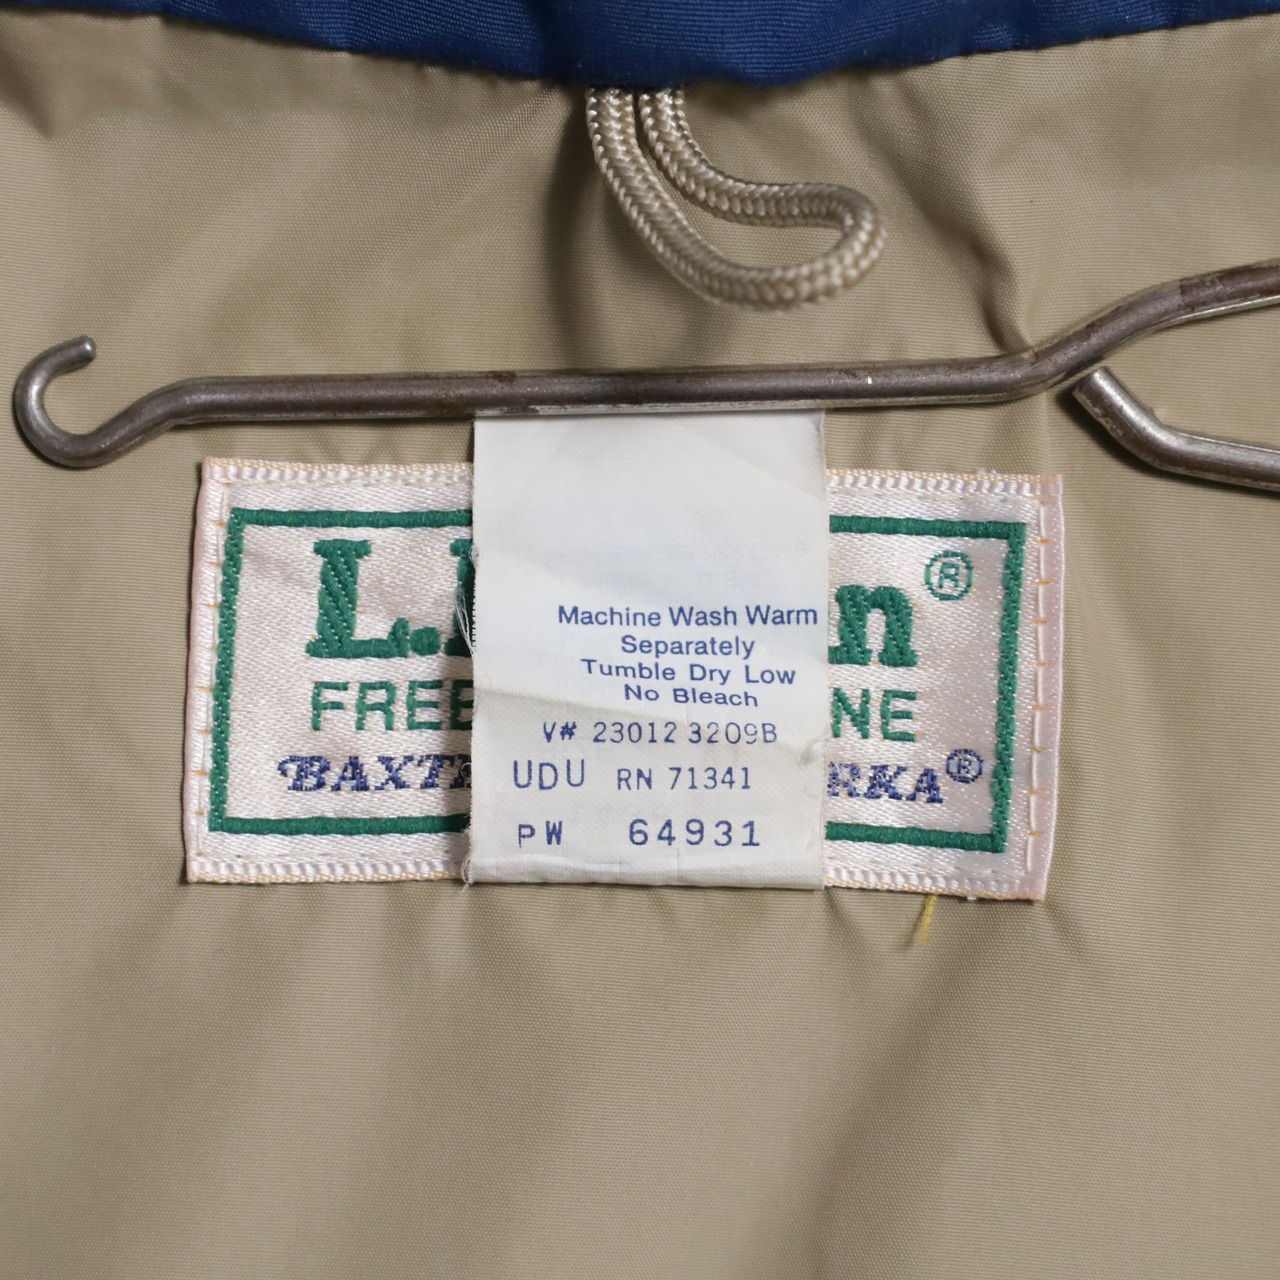 L. n®
FREE NE
BAXT RKA®
Machine Wash Warm
Separately
Tumble Dry Low
No Bleach
V# 23012 3209B
UDU RN 71341
PW 64931